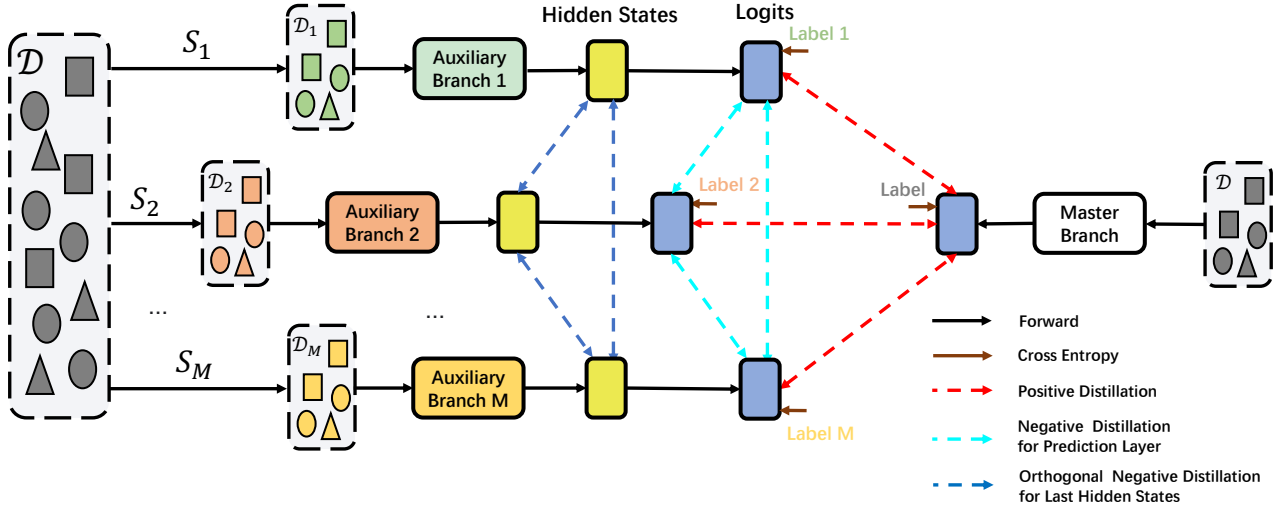 Hidden States
Logits
𝒟
S₁
𝒟₁
Auxiliary
Branch 1
Label 1
S₂
𝒟₂
Auxiliary
Branch 2
Label 2
Label
Master
Branch
𝒟
...
...
S_M
𝒟_M
Auxiliary
Branch M
Label M
Forward
Cross Entropy
Positive Distillation
Negative Distillation
for Prediction Layer
Orthogonal Negative Distillation
for Last Hidden States